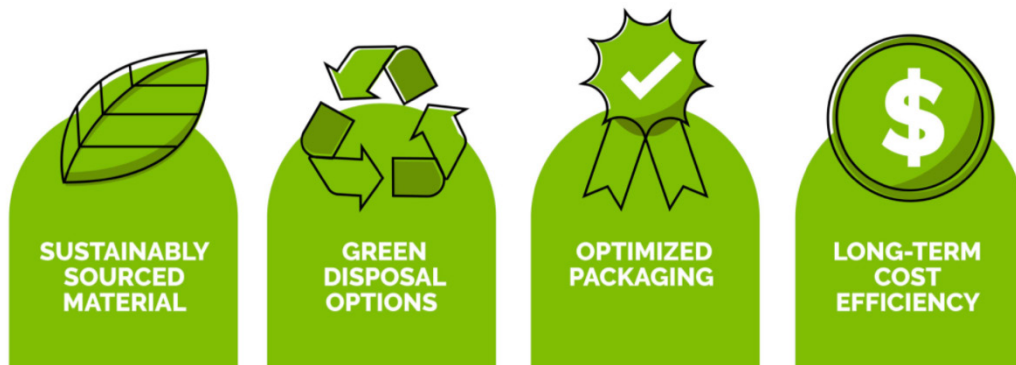 SUSTAINABLY
SOURCED
MATERIAL
GREEN
DISPOSAL
OPTIONS
OPTIMIZED
PACKAGING
$
LONG-TERM
COST
EFFICIENCY